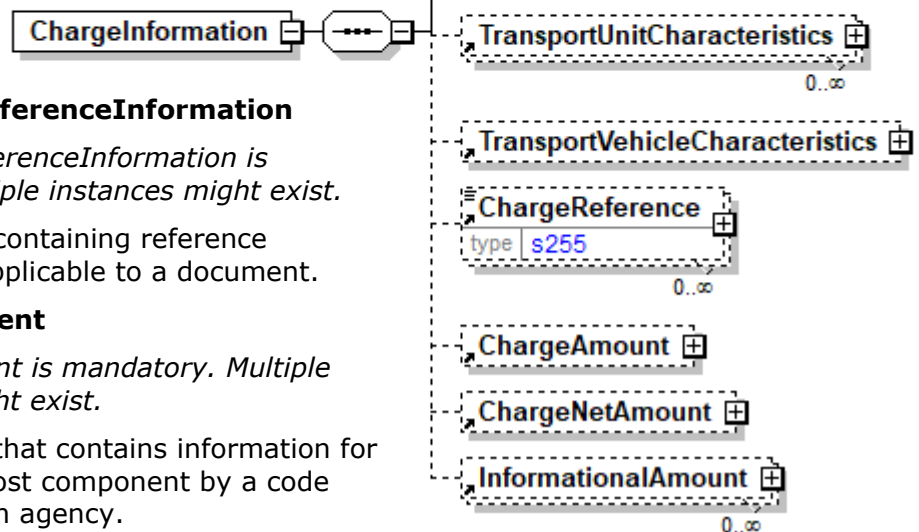 ChargeInformation
ferenceInformation
erenceInformation is
iple instances might exist.
containing reference
pplicable to a document.
ent
nt is mandatory. Multiple
ht exist.
that contains information for
ost component by a code
n agency.
TransportUnitCharacteristics
0..∞
TransportVehicleCharacteristics
ChargeReference
type s255
0..∞
ChargeAmount
ChargeNetAmount
InformationalAmount
0..∞